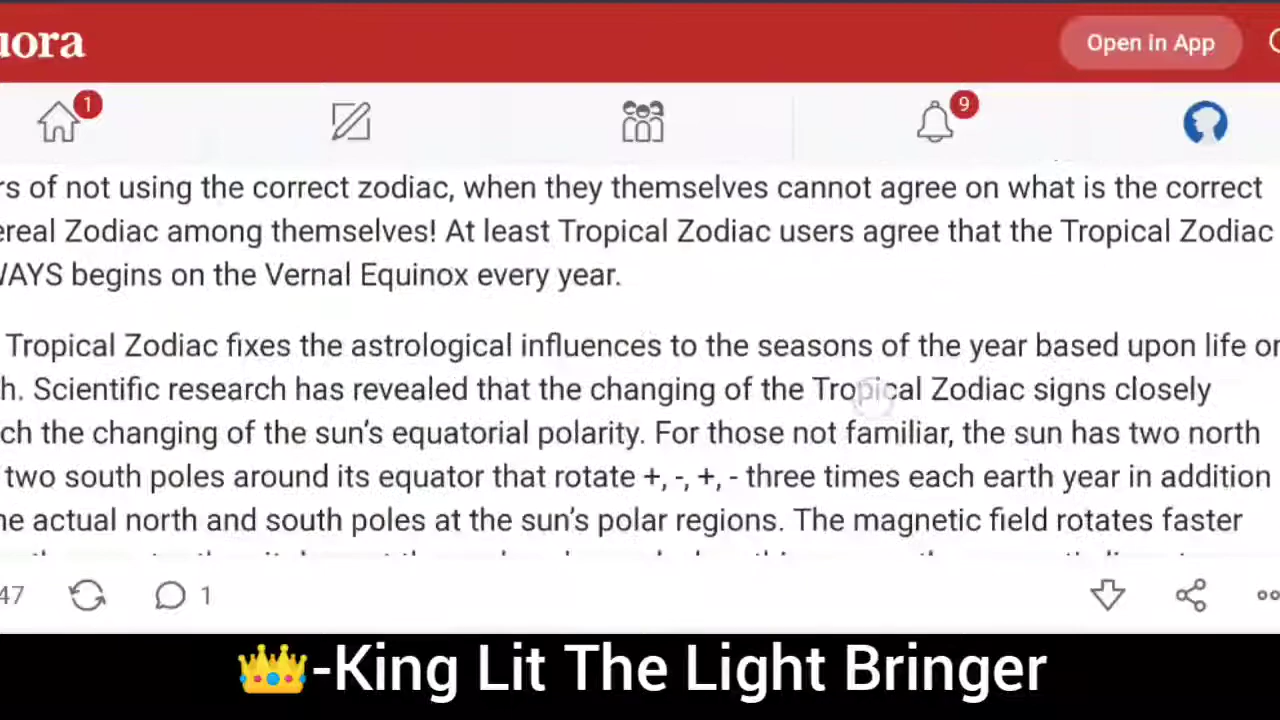 uora
Open in App
1
9
rs of not using the correct zodiac, when they themselves cannot agree on what is the correct
ereal Zodiac among themselves! At least Tropical Zodiac users agree that the Tropical Zodiac
WAYS begins on the Vernal Equinox every year.
Tropical Zodiac fixes the astrological influences to the seasons of the year based upon life on
h. Scientific research has revealed that the changing of the Tropical Zodiac signs closely
ch the changing of the sun's equatorial polarity. For those not familiar, the sun has two north
two south poles around its equator that rotate +, -, +, - three times each earth year in addition
he actual north and south poles at the sun's polar regions. The magnetic field rotates faster
47
1
👑-King Lit The Light Bringer